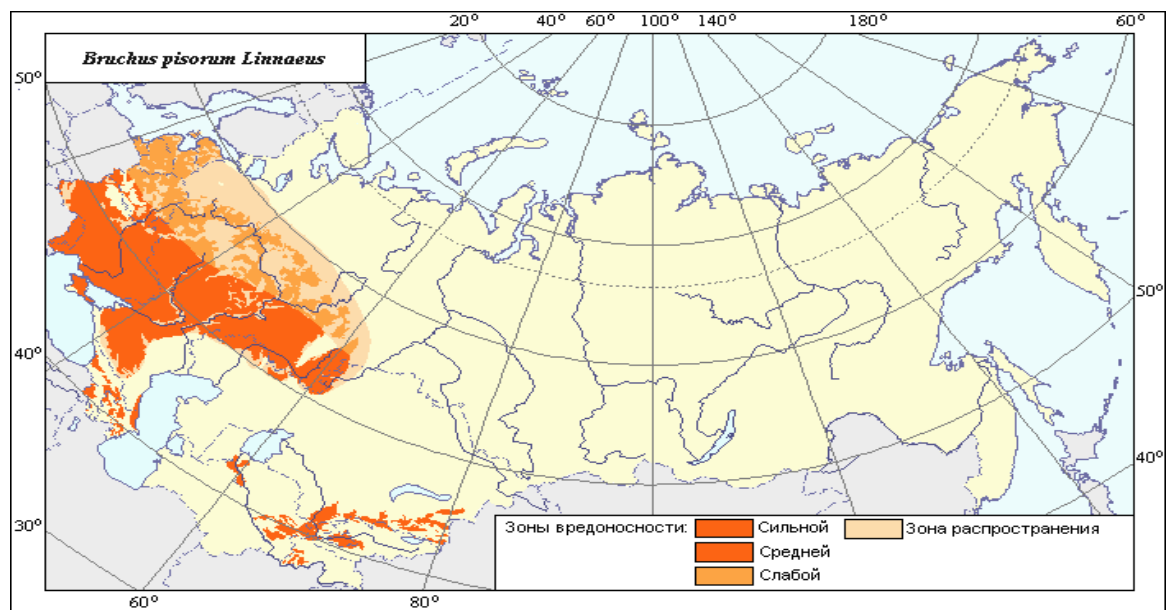 20° 40° 60° 100° 140° 180° 60°
Bruchus pisorum Linnaeus
50°
50°
40°
40°
30°
Зоны вредоносности: Сильной Зона распространения
Средней
Слабой
60° 80°